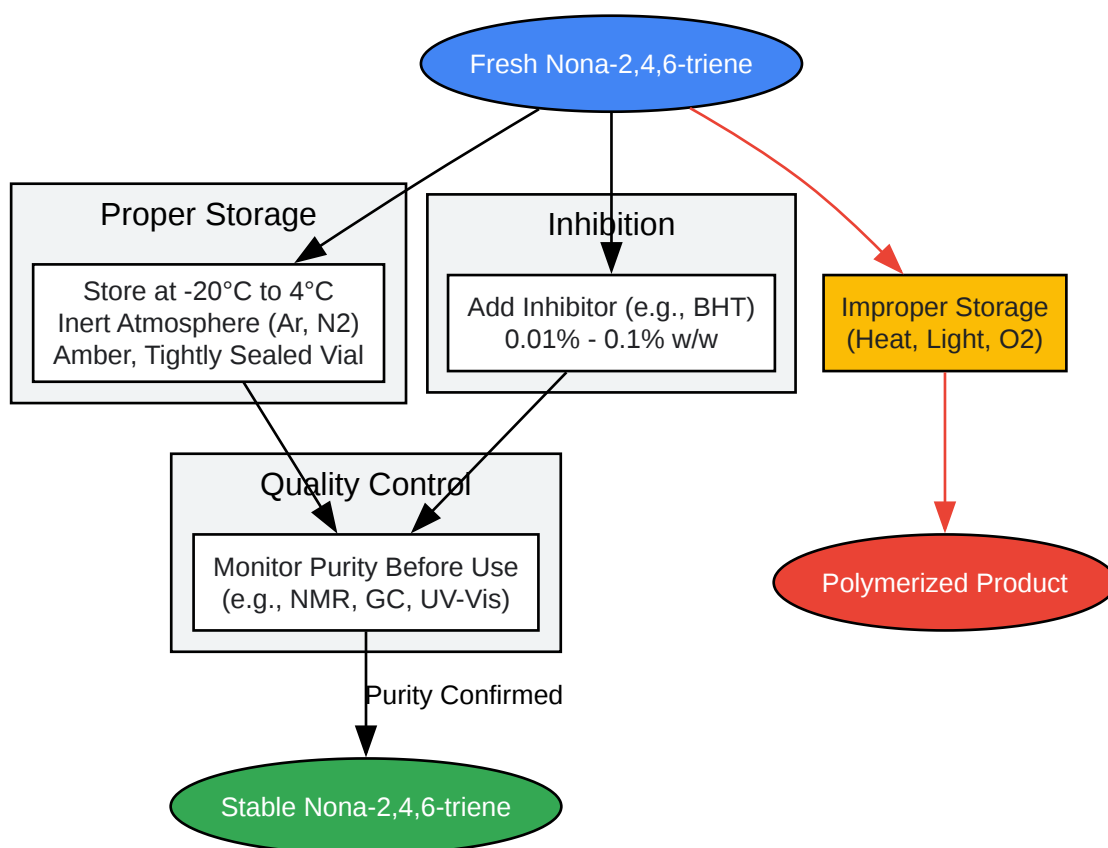 Fresh Nona-2,4,6-triene
Proper Storage
Store at -20°C to 4°C
Inert Atmosphere (Ar, N2)
Amber, Tightly Sealed Vial
Inhibition
Add Inhibitor (e.g., BHT)
0.01% - 0.1% w/w
Improper Storage
(Heat, Light, O2)
Quality Control
Monitor Purity Before Use
(e.g., NMR, GC, UV-Vis)
Polymerized Product
Purity Confirmed
Stable Nona-2,4,6-triene